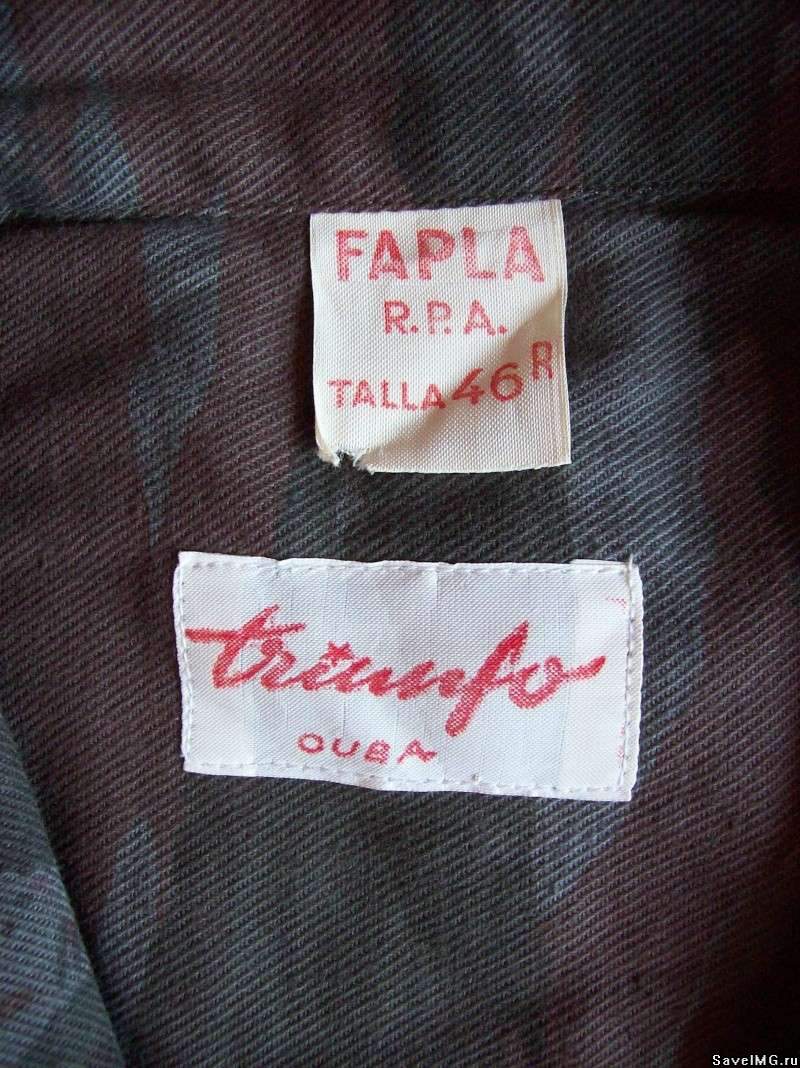 FAPLA
R.P.A.
TALLA 46 R
triunfo
CUBA
SaveIMG.ru